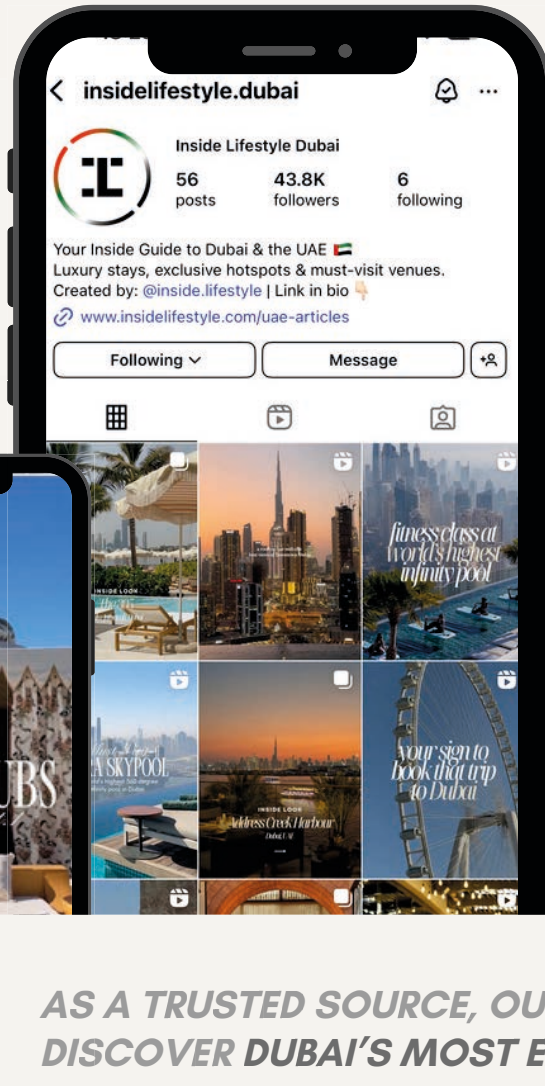 insidelifestyle.dubai
Inside Lifestyle Dubai
56 43.8K 6
posts followers following
Your Inside Guide to Dubai & the UAE 🇦🇪
Luxury stays, exclusive hotspots & must-visit venues.
Created by: @inside.lifestyle | Link in bio 👇🏻
www.insidelifestyle.com/uae-articles
Following Message
INSIDE LOOK
fitness class at
world's highest
infinity pool
UBS
A SKYPOOL
INSIDE LOOK
Address Creek Harbour
Dubai, UAE
your sign to
book that trip
to Dubai
AS A TRUSTED SOURCE, OU
DISCOVER DUBAI'S MOST E